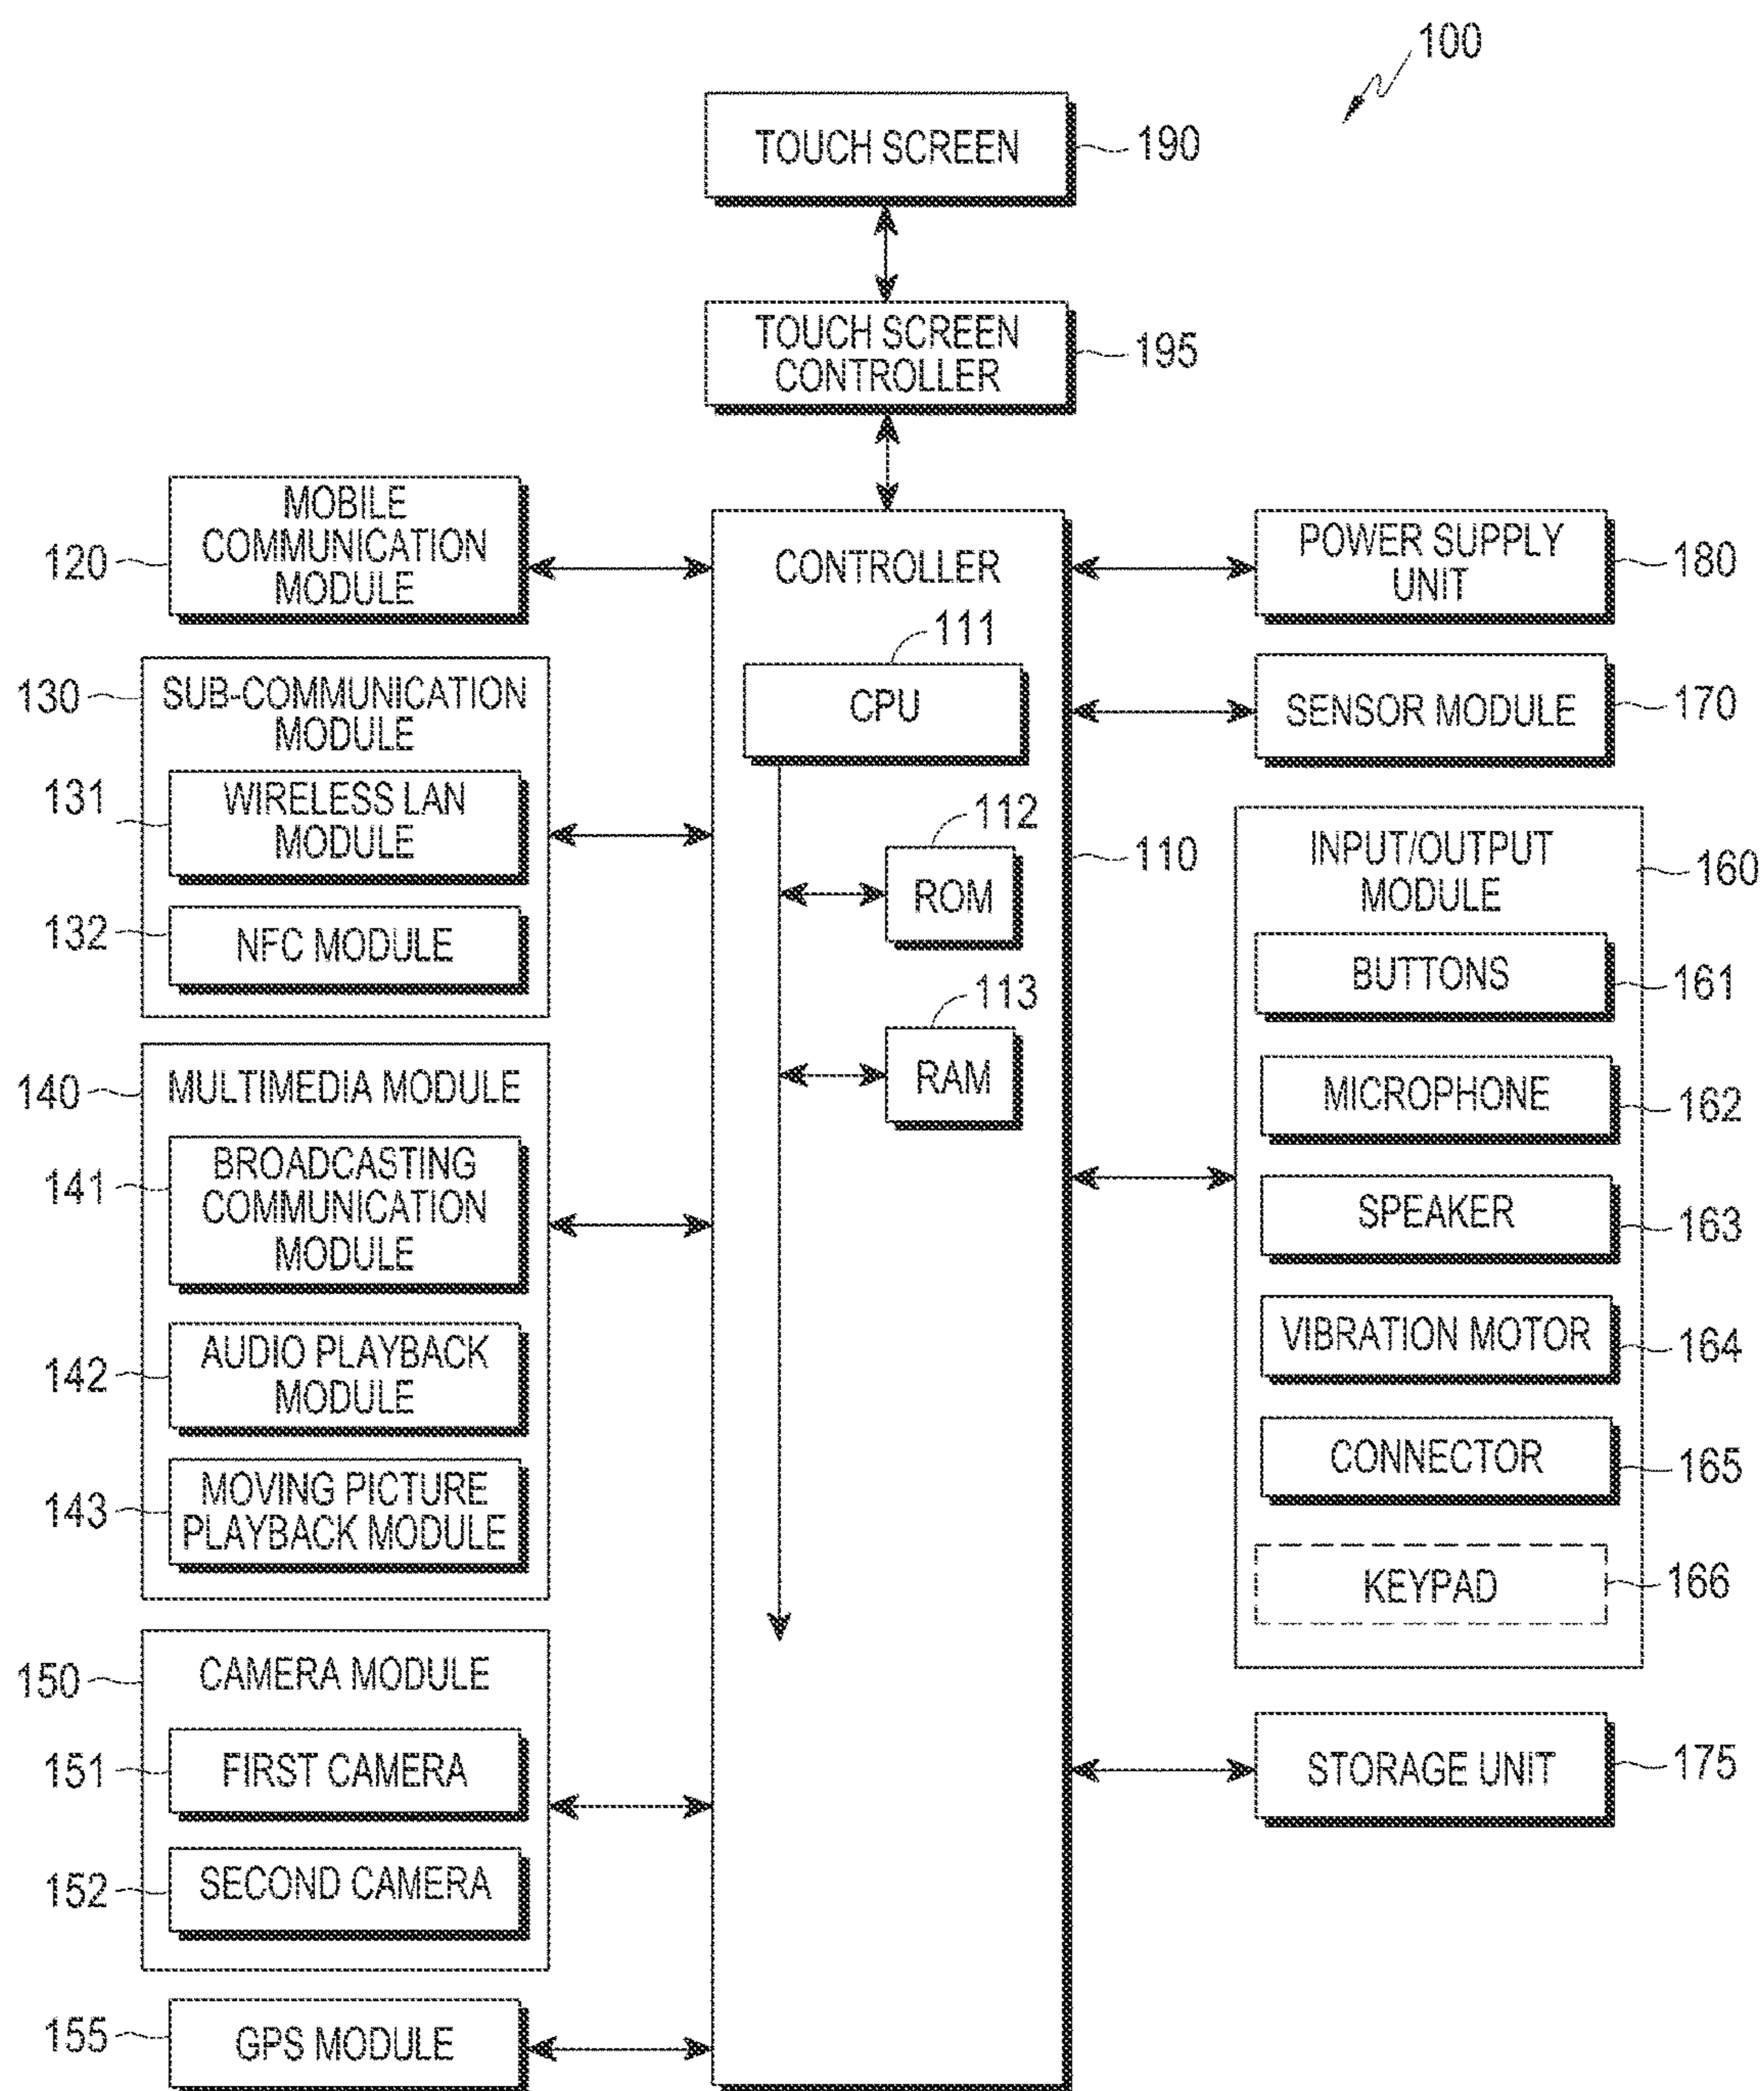 100
TOUCH SCREEN
190
TOUCH SCREEN
CONTROLLER
195
MOBILE
COMMUNICATION
MODULE
120
SUB-COMMUNICATION
MODULE
130
WIRELESS LAN
MODULE
131
NFC MODULE
132
MULTIMEDIA MODULE
140
BROADCASTING
COMMUNICATION
MODULE
141
AUDIO PLAYBACK
MODULE
142
MOVING PICTURE
PLAYBACK MODULE
143
CAMERA MODULE
150
FIRST CAMERA
151
SECOND CAMERA
152
GPS MODULE
155
CONTROLLER
110
111
CPU
112
ROM
113
RAM
POWER SUPPLY
UNIT
180
SENSOR MODULE
170
INPUT/OUTPUT
MODULE
160
BUTTONS
161
MICROPHONE
162
SPEAKER
163
VIBRATION MOTOR
164
CONNECTOR
165
KEYPAD
166
STORAGE UNIT
175